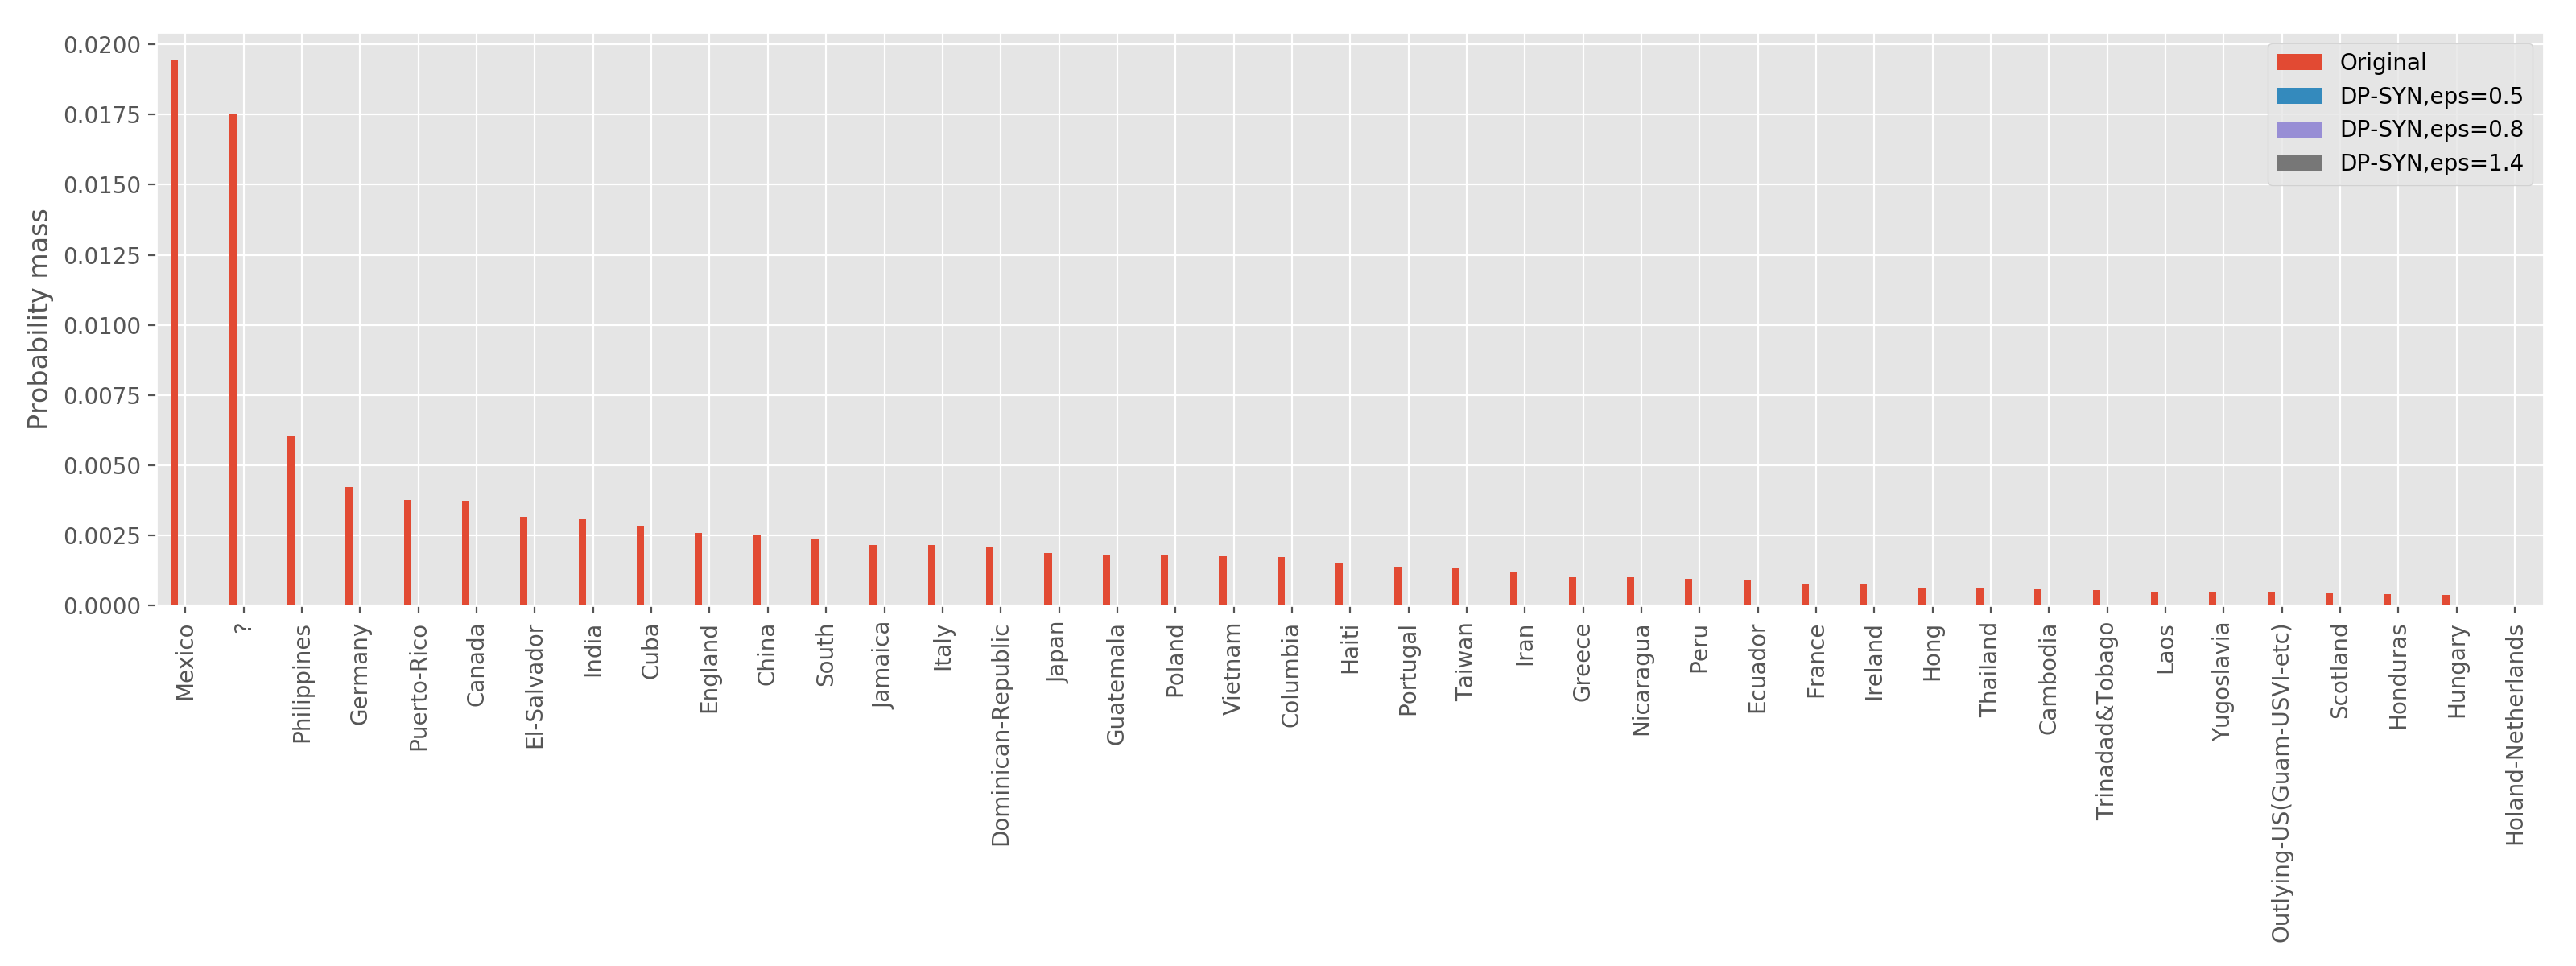 Probability mass
0.0200
0.0175
0.0150
0.0125
0.0100
0.0075
0.0050
0.0025
0.0000
Original
DP-SYN,eps=0.5
DP-SYN,eps=0.8
DP-SYN,eps=1.4
Mexico
?
Philippines
Germany
Puerto-Rico
Canada
El-Salvador
India
Cuba
England
China
South
Jamaica
Italy
Dominican-Republic
Japan
Guatemala
Poland
Vietnam
Columbia
Haiti
Portugal
Taiwan
Iran
Greece
Nicaragua
Peru
Ecuador
France
Ireland
Hong
Thailand
Cambodia
Trinadad&Tobago
Laos
Yugoslavia
Outlying-US(Guam-USVI-etc)
Scotland
Honduras
Hungary
Holand-Netherlands